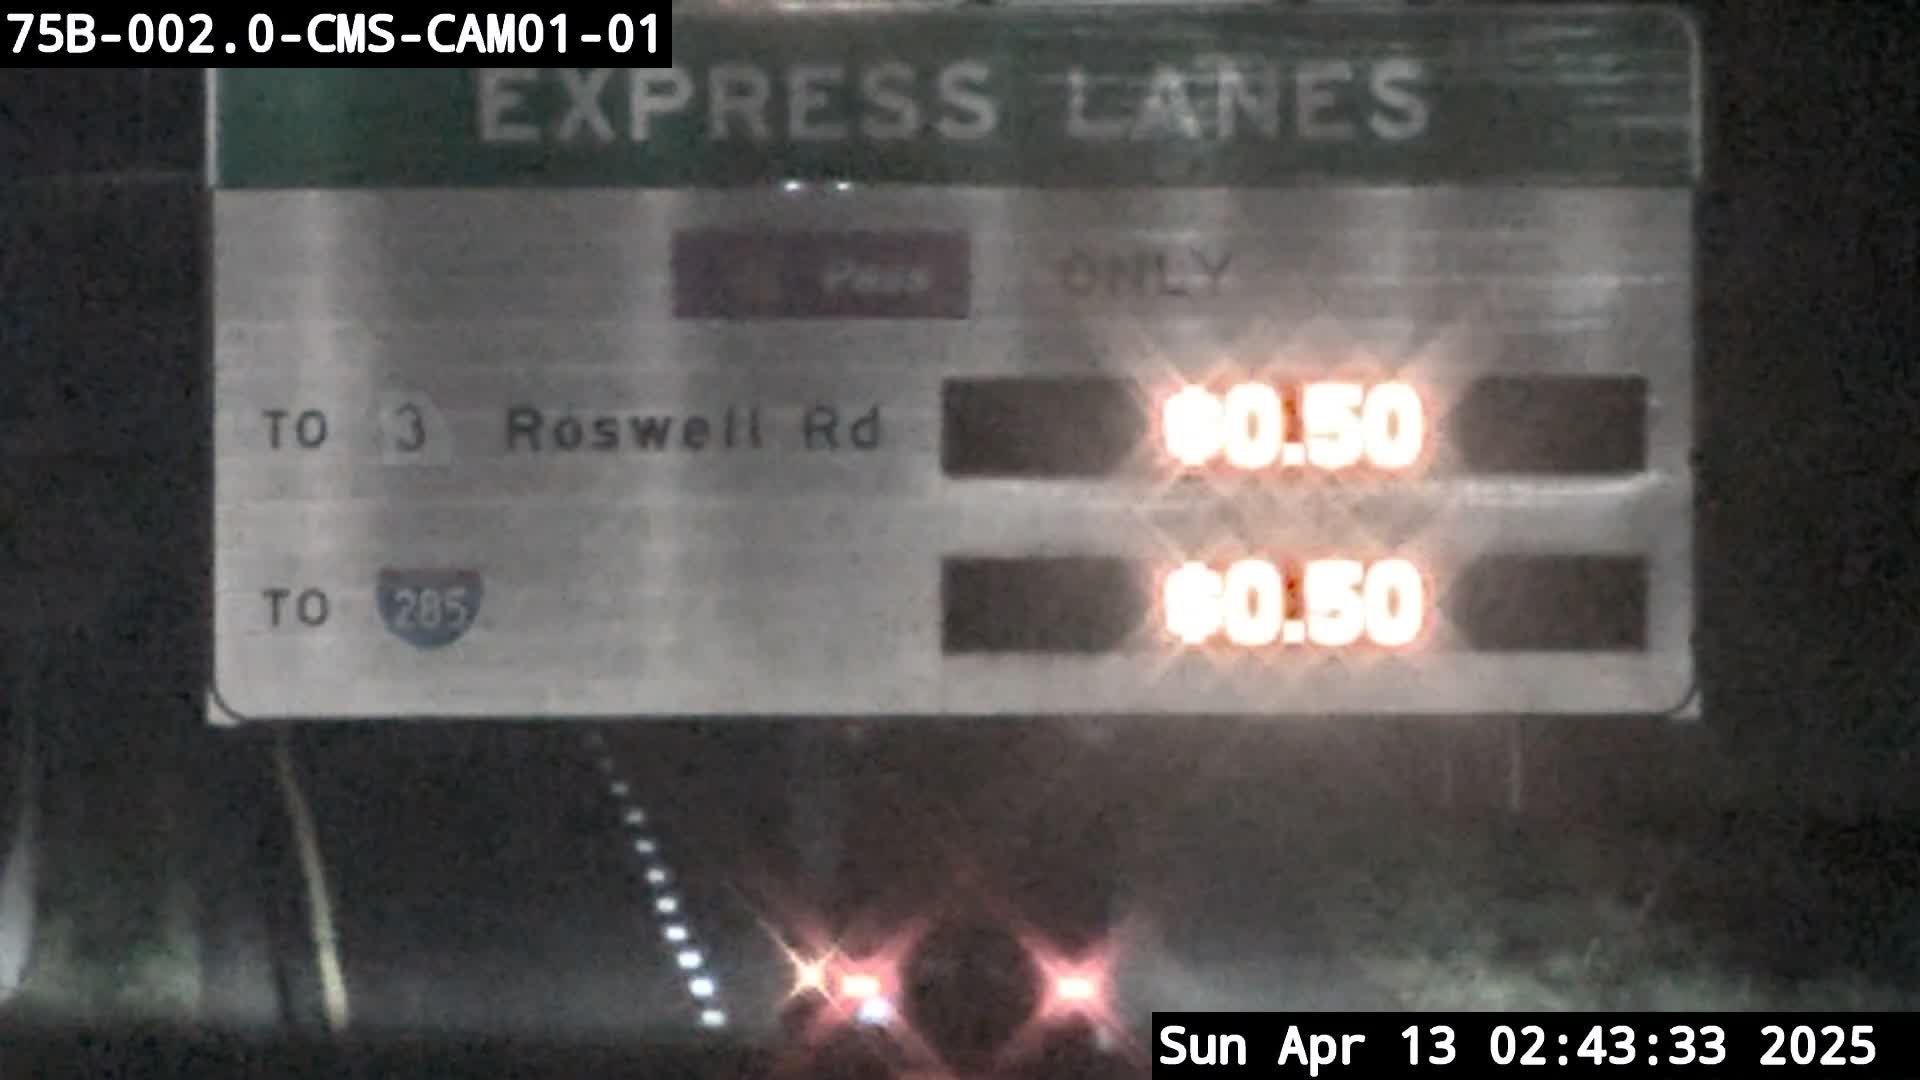 75B-002.0-CMS-CAM01-01
EXPRESS LANES
Pass ONLY
TO 3 Roswell Rd $0.50
TO 285 $0.50
Sun Apr 13 02:43:33 2025